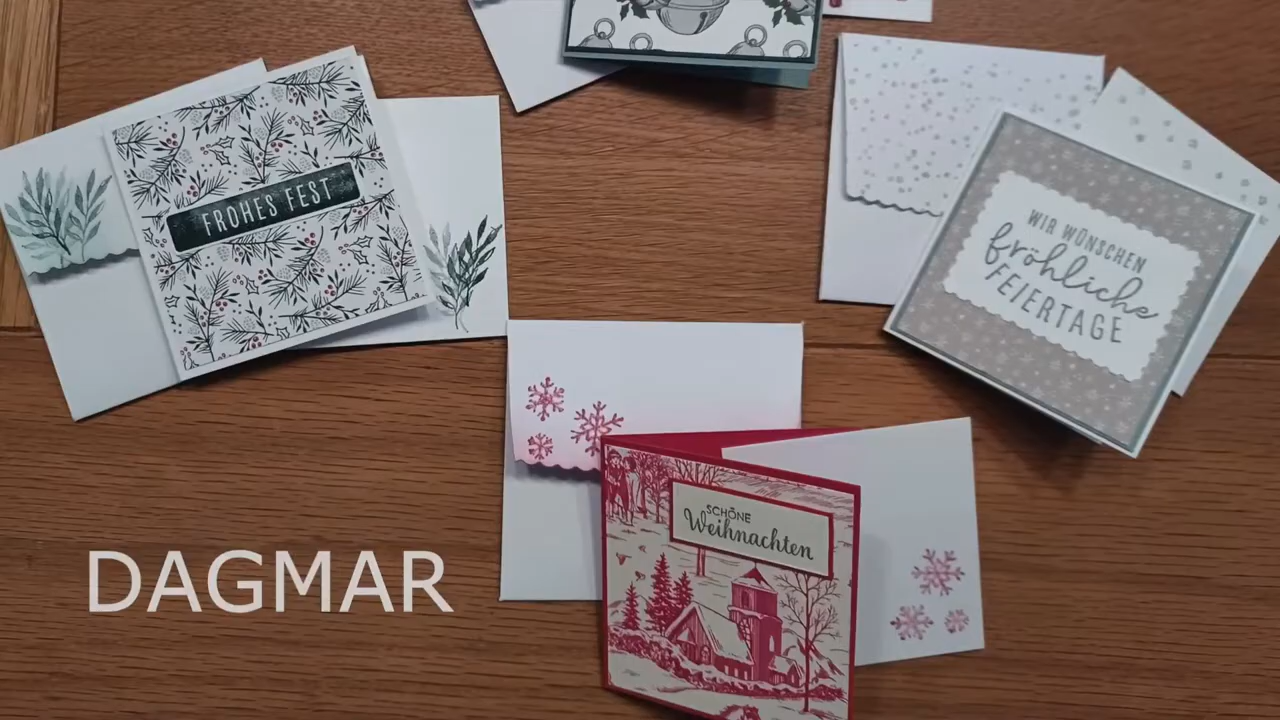 FROHES FEST
WIR WÜNSCHEN
fröhliche
FEIERTAGE
SCHÖNE
Weihnachten
DAGMAR